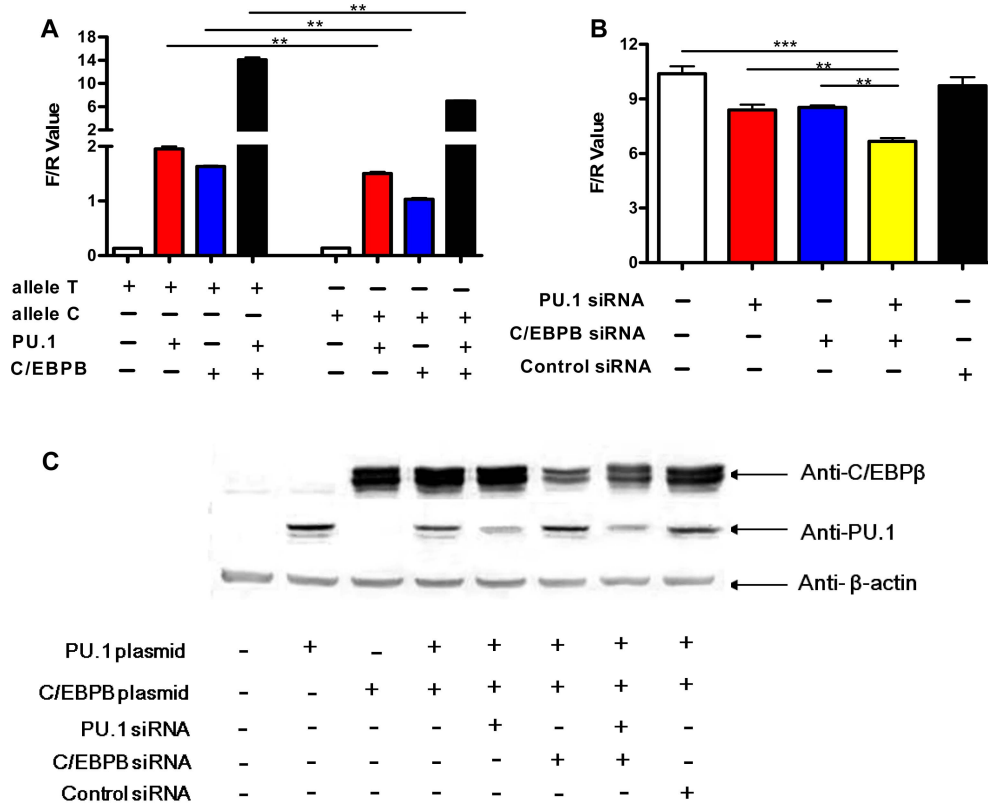 A
** 
**
**
18
14
10
6
2
2
1
0
F/R Value
allele T + + + + – – – –
allele C – – – – + + + +
PU.1 – + – + – + – +
C/EBPB – – + + – – + +
B
***
**
**
12
9
6
3
0
F/R Value
PU.1 siRNA – + – + –
C/EBPB siRNA – – + + –
Control siRNA – – – – +
C
Anti-C/EBPβ
Anti-PU.1
Anti-β-actin
PU.1 plasmid - + – + + + + +
C/EBPB plasmid - - + + + + + +
PU.1 siRNA - - - - + - + -
C/EBPB siRNA - - - - - + + -
Control siRNA - - - - - - - +